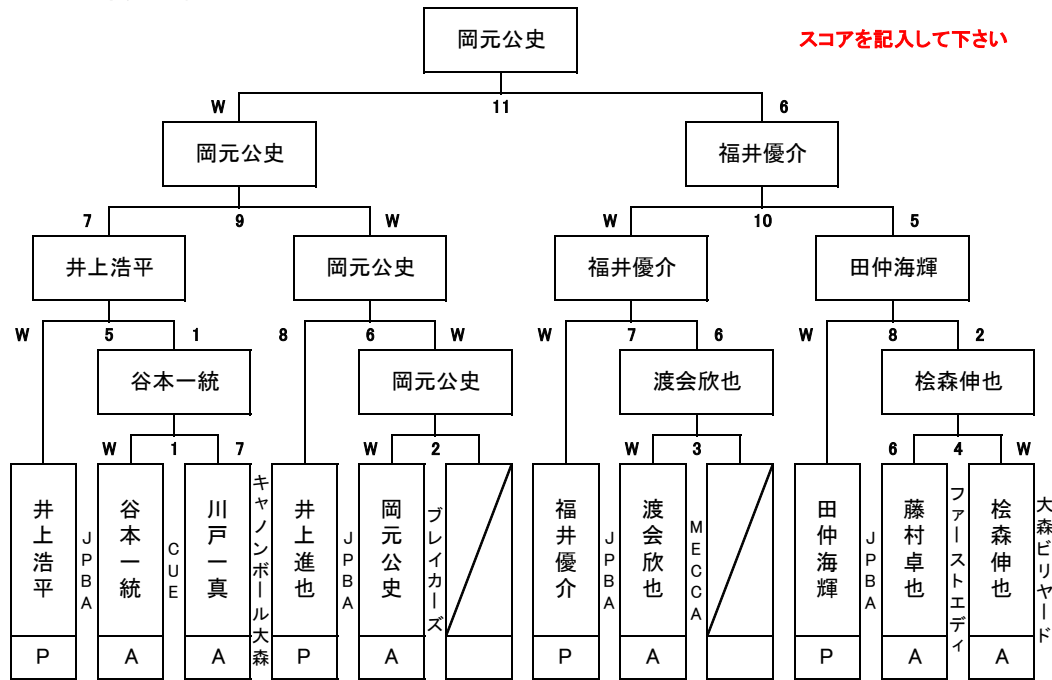 岡元公史
スコアを記入して下さい
W
11
6
岡元公史
福井優介
7
9
W
W
10
5
井上浩平
岡元公史
福井優介
田仲海輝
W
5
1
8
6
W
W
7
6
W
8
2
谷本一統
岡元公史
渡会欣也
桧森伸也
W
1
7
W
2
W
3
6
4
W
井上浩平
JPBA
谷本一統
CUE
川戸一真
キャノンボール大森
井上進也
JPBA
岡元公史
ブレイカーズ
福井優介
JPBA
渡会欣也
MECCA
田仲海輝
JPBA
藤村卓也
ファーストエディ
桧森伸也
大森ビリヤード
P
A
A
P
A
P
A
P
A
A